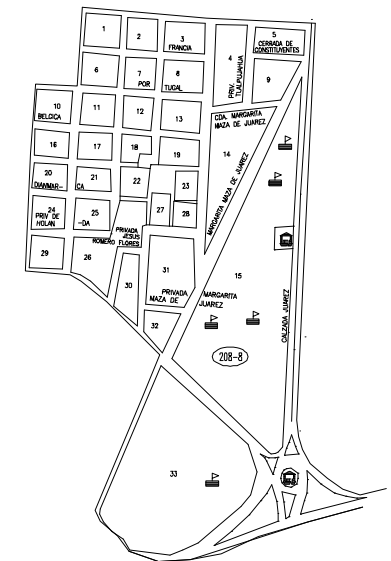 1
2
3
FRANCIA
4
PRIV. TLALPUJAHUA
5
CERRADA DE
CONSTITUYENTES
6
7
POR
8
TUGAL
9
10
BELGICA
11
12
13
CDA. MARGARITA
MAZA DE JUAREZ
14
MARGARITA MAZA DE JUAREZ
16
17
18
19
20
DIANMAR-
21
CA
22
23
24
PRIV DE
HOLAN
25
-DA
26
27
28
PRIVADA
JESUS
ROMERO FLORES
29
30
31
PRIVADA MARGARITA
MAZA DE JUAREZ
32
15
CALZADA JUAREZ
208-8
33